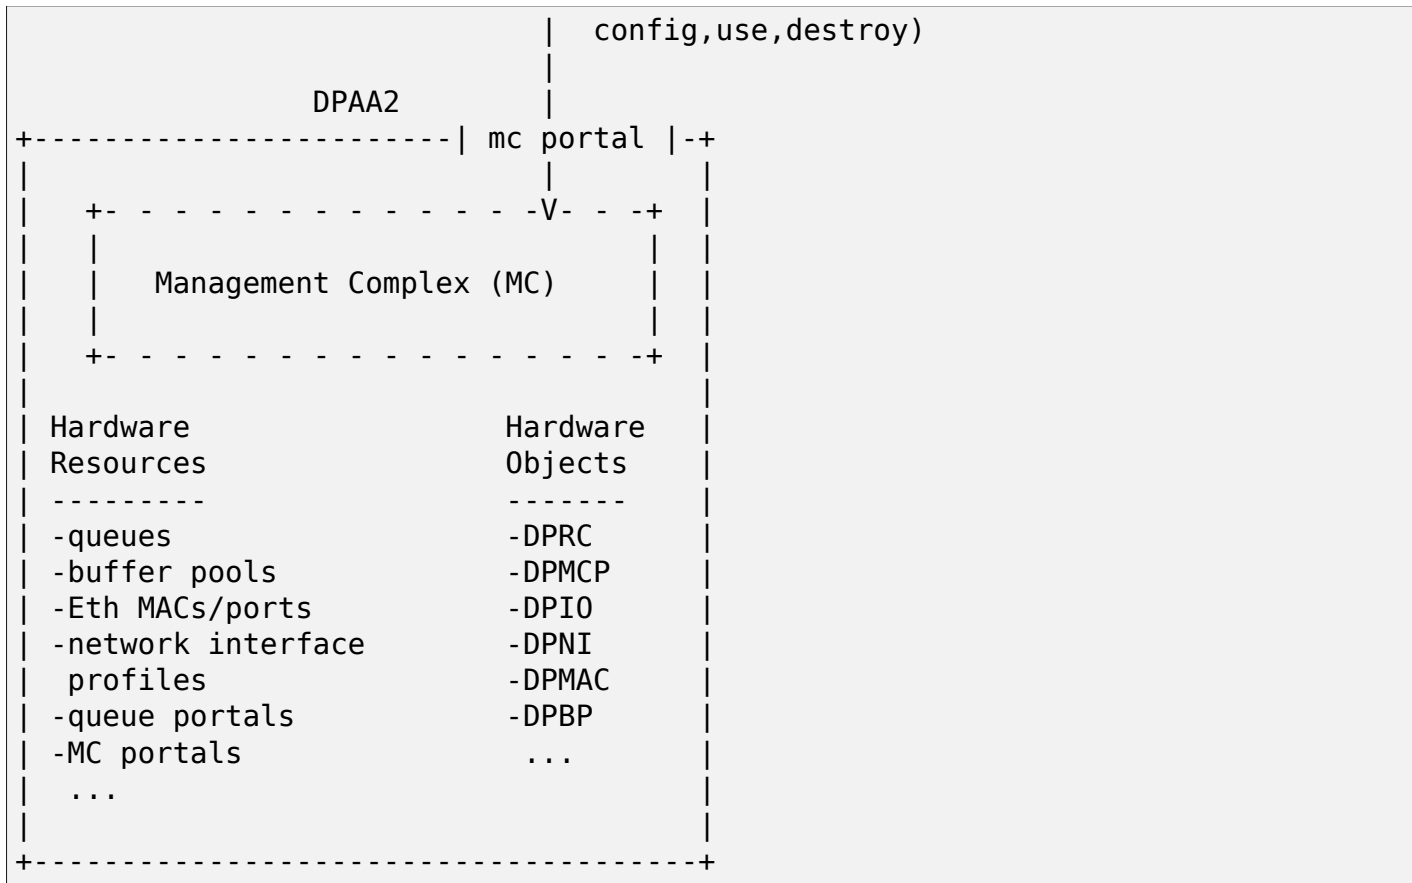 |  config,use,destroy)
                               |
                 DPAA2         |
+------------------------| mc portal |-+
|                              |        |
|   +- - - - - - - - - - - - -V- - -+  |
|   |                               |  |
|   |   Management Complex (MC)     |  |
|   |                               |  |
|   +- - - - - - - - - - - - - - - -+  |
|                                       |
| Hardware                  Hardware    |
| Resources                 Objects     |
| ---------                 -------     |
| -queues                   -DPRC       |
| -buffer pools             -DPMCP      |
| -Eth MACs/ports           -DPIO       |
| -network interface        -DPNI       |
|  profiles                 -DPMAC      |
| -queue portals            -DPBP       |
| -MC portals                ...        |
|  ...                                  |
|                                       |
+--------------------------------------+